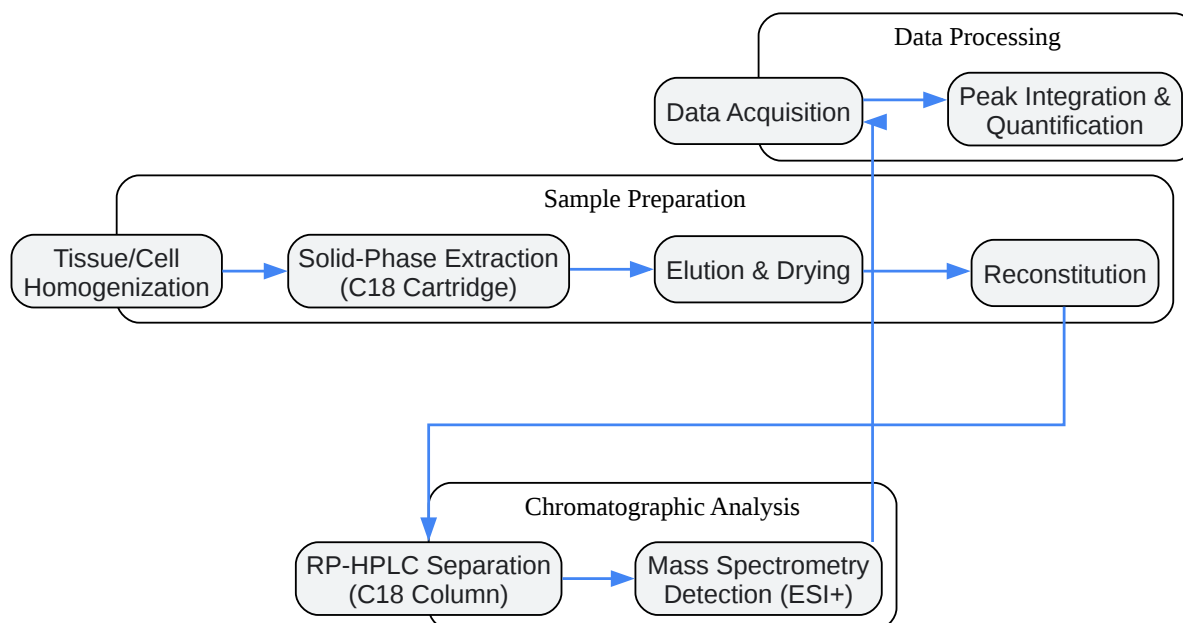 Data Processing
Data Acquisition
Peak Integration &
Quantification
Sample Preparation
Tissue/Cell
Homogenization
Solid-Phase Extraction
(C18 Cartridge)
Elution & Drying
Reconstitution
Chromatographic Analysis
RP-HPLC Separation
(C18 Column)
Mass Spectrometry
Detection (ESI+)